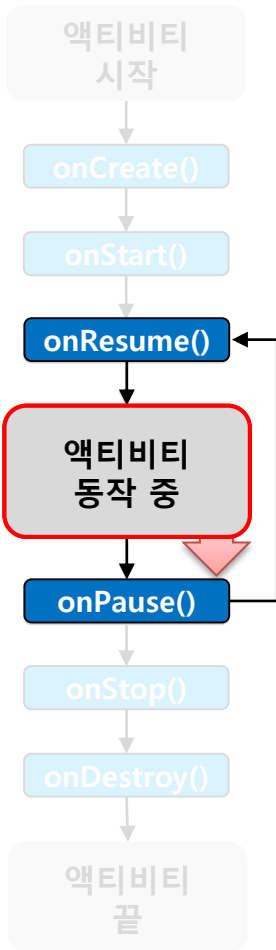 액티비티
시작
onCreate()
onStart()
onResume()
액티비티
동작 중
onPause()
onStop()
onDestroy()
액티비티
끝